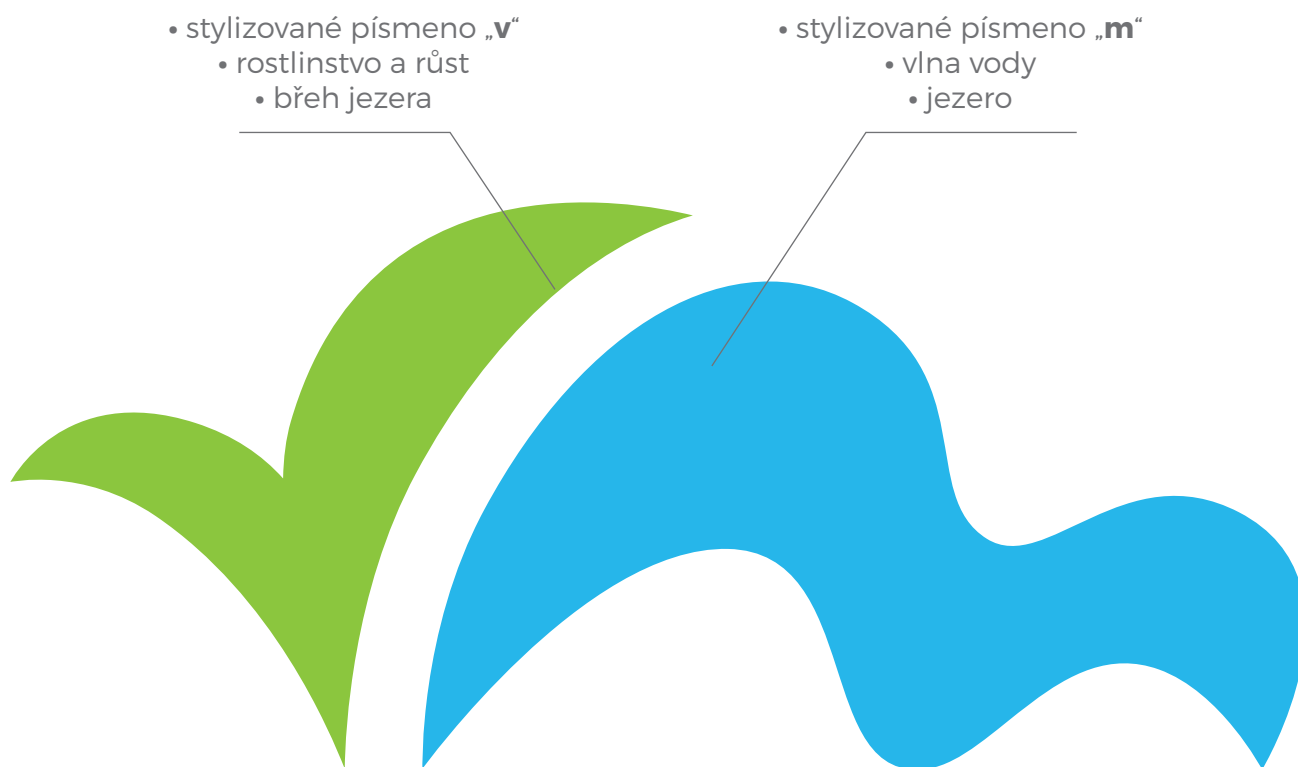 • stylizované písmeno „v“
• rostlinstvo a růst
• břeh jezera
• stylizované písmeno „m“
• vlna vody
• jezero